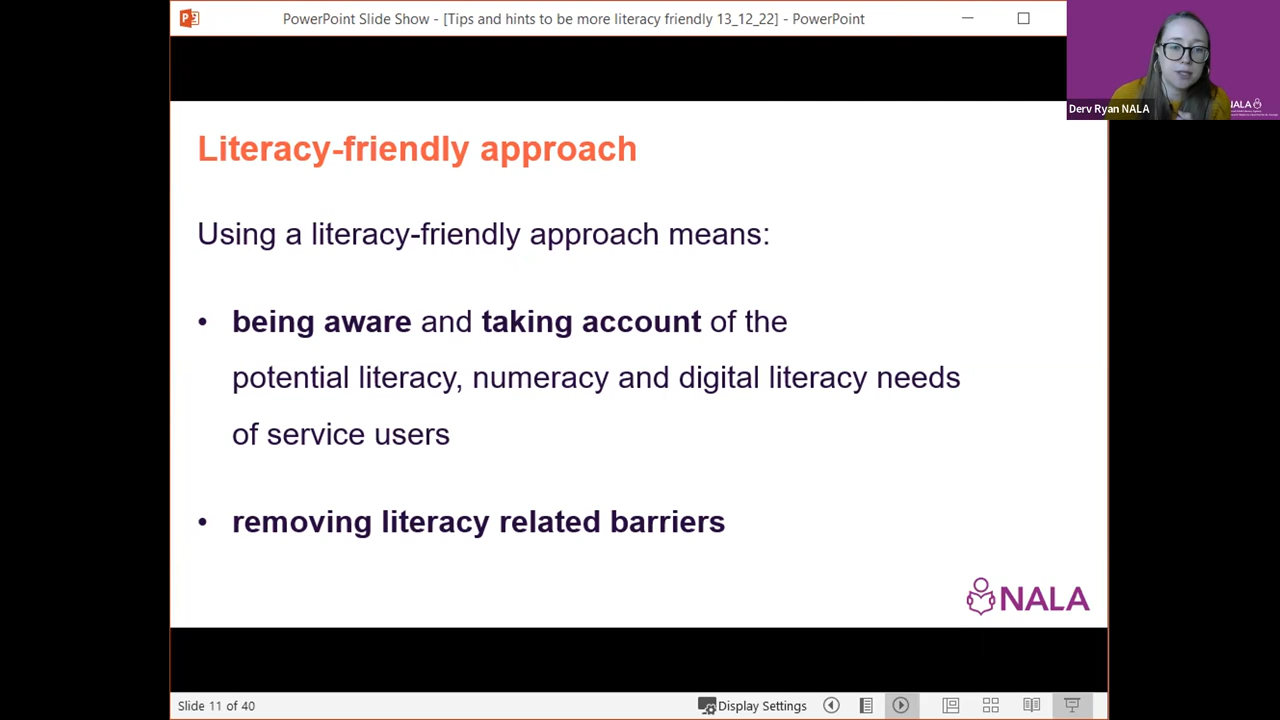 PowerPoint Slide Show - [Tips and hints to be more literacy friendly 13_12_22] - PowerPoint
Derv Ryan NALA
NALA
Literacy-friendly approach
Using a literacy-friendly approach means:
• being aware and taking account of the
potential literacy, numeracy and digital literacy needs
of service users
• removing literacy related barriers
NALA
Slide 11 of 40
Display Settings